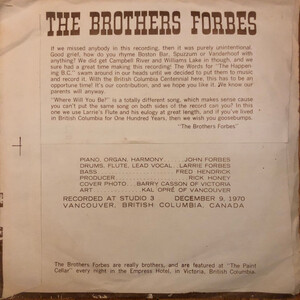 THE BROTHERS FORBES
If we missed anybody in this recording, then it was purely unintentional.
Good grief, how do you rhyme Boston Bar, Spuzzum or Vanderhoof with
anything? We did get Campbell River and Williams Lake in though, and we
sure had a great time making this recording! The Words for "The Happening
B.C." swam around in our heads until we decided to put them to music
and record it. With the British Columbia Centennial here, this has to be an
opportune time! It's our contribution, and we hope you like it. We know our
parents will anyway.
"Where Will You Be?" is a totally different song, which makes sense because
you can't put the same song on both sides of the record can you? In this
one we use Larrie's Flute and his eulogy at great length, and if you've lived in
British Columbia for One Hundred Years, then we wish you goosebumps.
"The Brothers Forbes"
PIANO, ORGAN, HARMONY JOHN FORBES
DRUMS, FLUTE, LEAD VOCAL LARRIE FORBES
BASS FRED HENDRICK
PRODUCER RICK HONEY
COVER PHOTO BARRY CASSON OF VICTORIA
ART KAL OPRÉ OF VANCOUVER
RECORDED AT STUDIO 3 DECEMBER 9, 1970
VANCOUVER, BRITISH COLUMBIA, CANADA
The Brothers Forbes are really brothers, and are featured at "The Paint
Cellar" every night in the Empress Hotel, in Victoria, British Columbia.